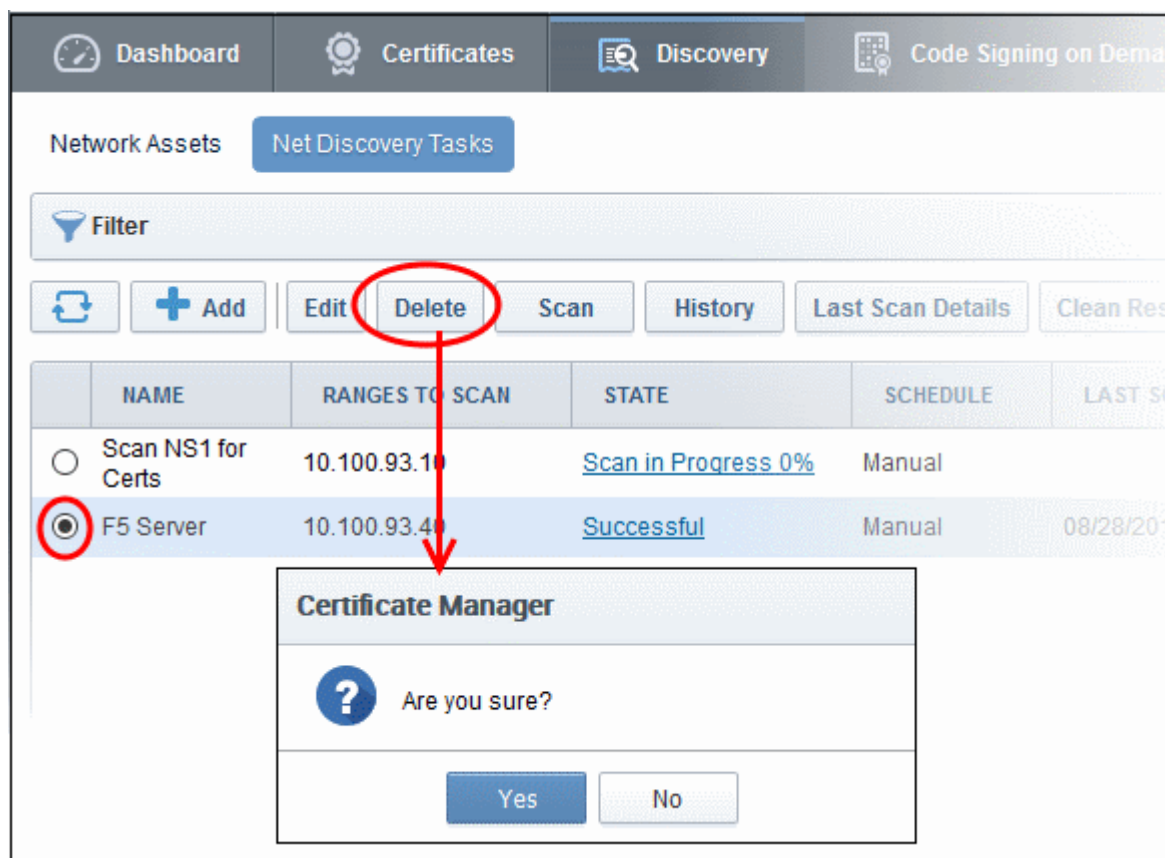 Dashboard Certificates Discovery Code Signing on Dema
Network Assets Net Discovery Tasks
Filter
Add Edit Delete Scan History Last Scan Details Clean Res
NAME RANGES TO SCAN STATE SCHEDULE LAST S
Scan NS1 for
Certs 10.100.93.10 Scan in Progress 0% Manual
F5 Server 10.100.93.40 Successful Manual 08/28/201
Certificate Manager
? Are you sure?
Yes No